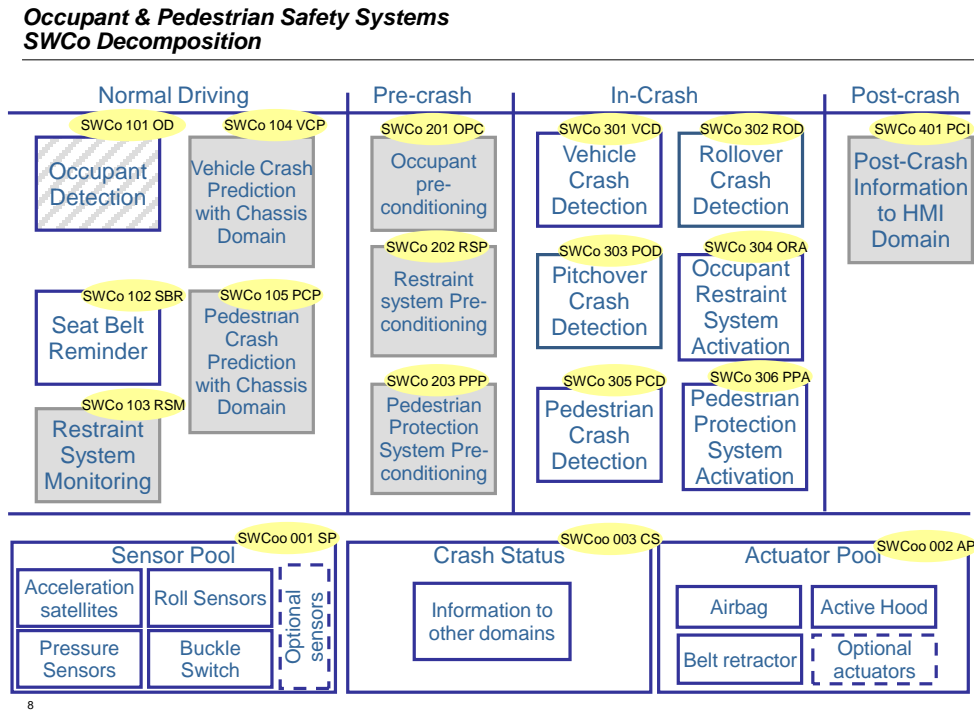 Occupant & Pedestrian Safety Systems
SWCo Decomposition
Normal Driving
Pre-crash
In-Crash
Post-crash
SWCo 101 OD
Occupant
Detection
SWCo 104 VCP
Vehicle Crash
Prediction
with Chassis
Domain
SWCo 102 SBR
Seat Belt
Reminder
SWCo 105 PCP
Pedestrian
Crash
Prediction
with Chassis
Domain
SWCo 103 RSM
Restraint
System
Monitoring
SWCo 201 OPC
Occupant
pre-
conditioning
SWCo 202 RSP
Restraint
system Pre-
conditioning
SWCo 203 PPP
Pedestrian
Protection
System Pre-
conditioning
SWCo 301 VCD
Vehicle
Crash
Detection
SWCo 302 ROD
Rollover
Crash
Detection
SWCo 303 POD
Pitchover
Crash
Detection
SWCo 304 ORA
Occupant
Restraint
System
Activation
SWCo 305 PCD
Pedestrian
Crash
Detection
SWCo 306 PPA
Pedestrian
Protection
System
Activation
SWCo 401 PCI
Post-Crash
Information
to HMI
Domain
SWCoo 001 SP
Sensor Pool
Acceleration
satellites
Roll Sensors
Optional
sensors
Pressure
Sensors
Buckle
Switch
SWCoo 003 CS
Crash Status
Information to
other domains
SWCoo 002 AP
Actuator Pool
Airbag
Active Hood
Belt retractor
Optional
actuators
8